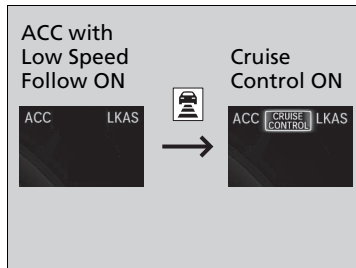 ACC with
Low Speed
Follow ON
Cruise
Control ON
ACC LKAS
ACC CRUISE CONTROL LKAS